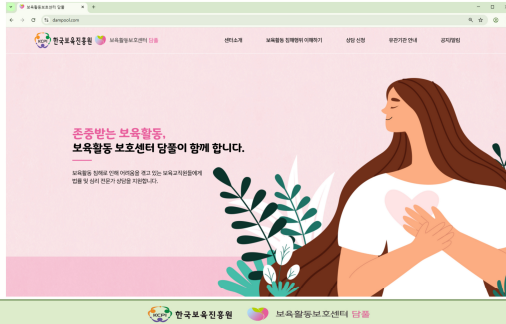 보육활동보호센터 담풀
danpool.com
KCPI 한국보육진흥원 보육활동보호센터 담풀
센터소개 보육활동 침해행위 이해하기 상담 신청 유관기관 안내 공지/알림
존중받는 보육활동,
보육활동 보호센터 담풀이 함께 합니다.
보육활동 침해로 인해 어려움을 겪고 있는 보육교직원들에게
법률 및 심리 전문가 상담을 지원합니다.
KCPI 한국보육진흥원 보육활동보호센터 담풀